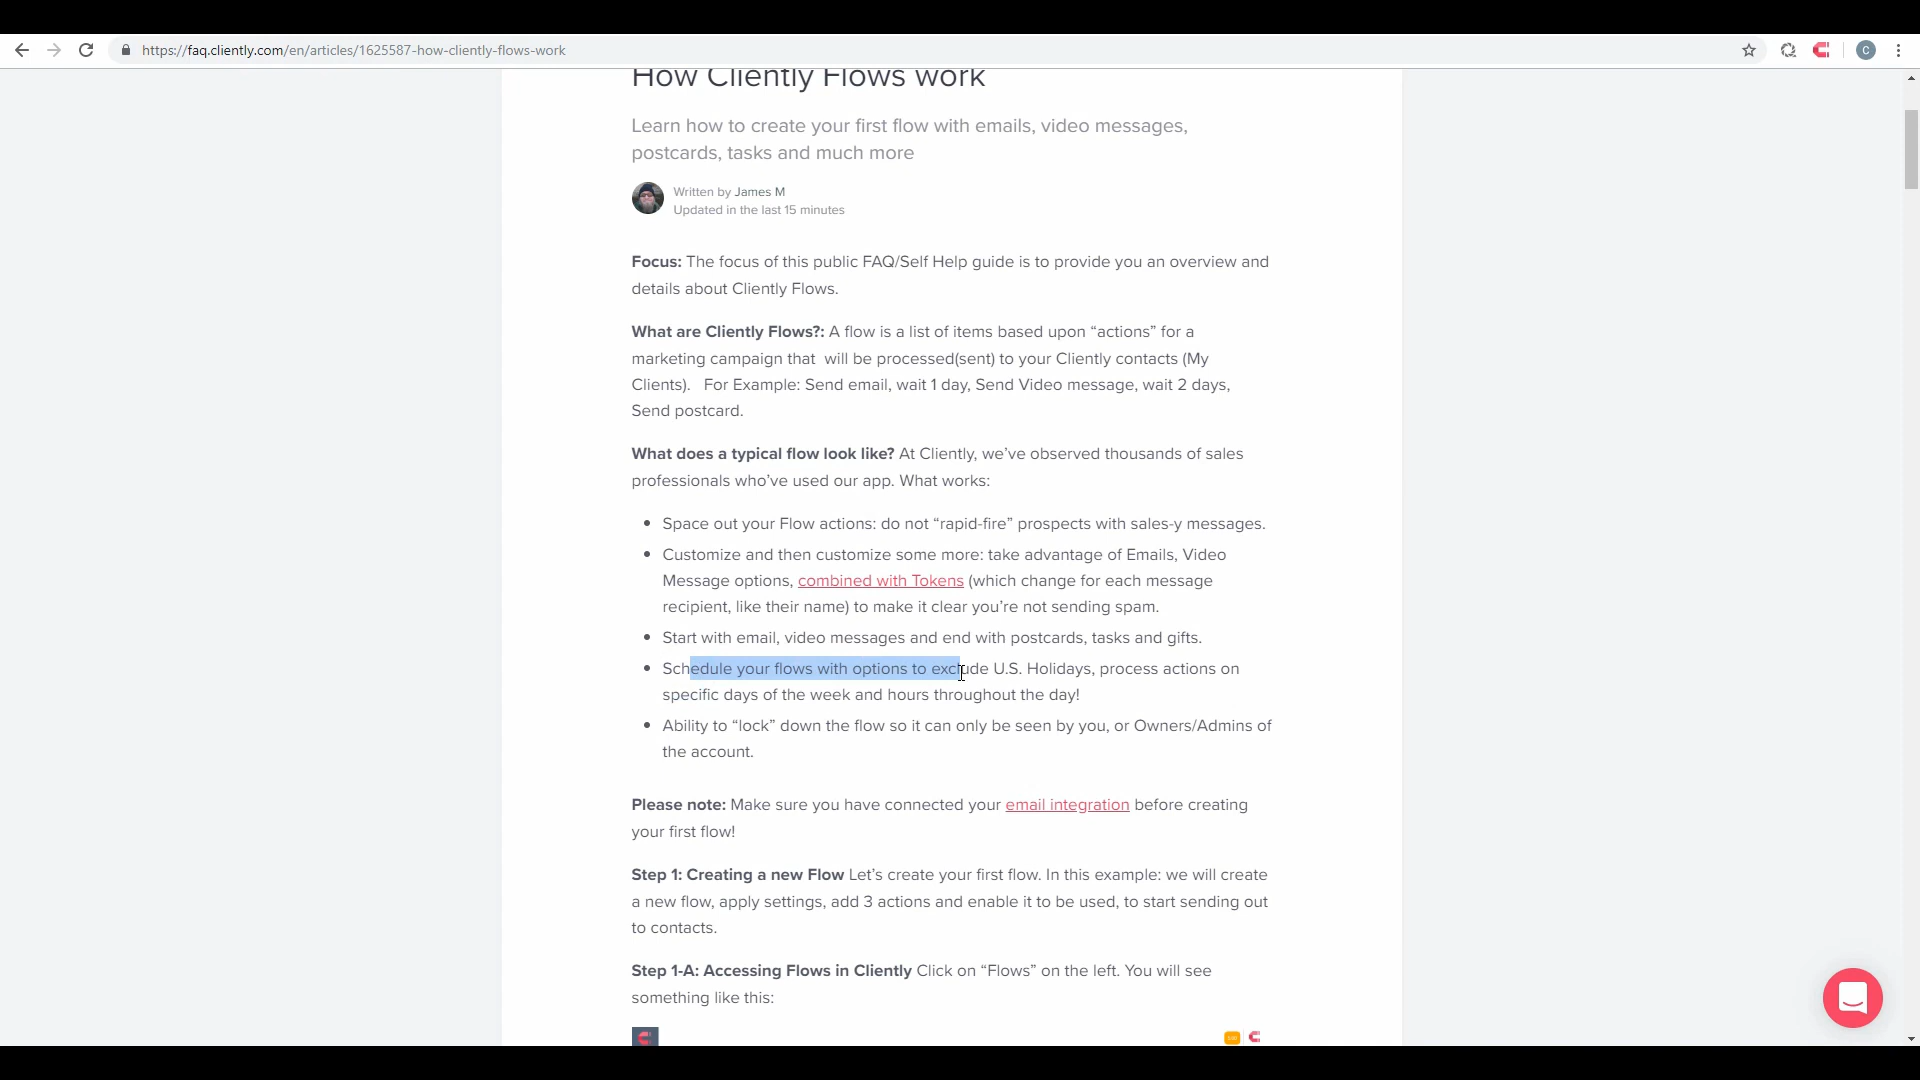 https://faq.cliently.com/en/articles/1625587-how-cliently-flows-work
C
How Cliently Flows work
Learn how to create your first flow with emails, video messages,
postcards, tasks and much more
Written by James M
Updated in the last 15 minutes
Focus: The focus of this public FAQ/Self Help guide is to provide you an overview and
details about Cliently Flows.
What are Cliently Flows?: A flow is a list of items based upon “actions” for a
marketing campaign that  will be processed(sent) to your Cliently contacts (My
Clients).   For Example: Send email, wait 1 day, Send Video message, wait 2 days,
Send postcard.
What does a typical flow look like? At Cliently, we’ve observed thousands of sales
professionals who’ve used our app. What works:
• Space out your Flow actions: do not “rapid-fire” prospects with sales-y messages.
• Customize and then customize some more: take advantage of Emails, Video
Message options, combined with Tokens (which change for each message
recipient, like their name) to make it clear you’re not sending spam.
• Start with email, video messages and end with postcards, tasks and gifts.
• Schedule your flows with options to exclude U.S. Holidays, process actions on
specific days of the week and hours throughout the day!
• Ability to “lock” down the flow so it can only be seen by you, or Owners/Admins of
the account.
Please note: Make sure you have connected your email integration before creating
your first flow!
Step 1: Creating a new Flow Let’s create your first flow. In this example: we will create
a new flow, apply settings, add 3 actions and enable it to be used, to start sending out
to contacts.
Step 1-A: Accessing Flows in Cliently Click on “Flows” on the left. You will see
something like this: